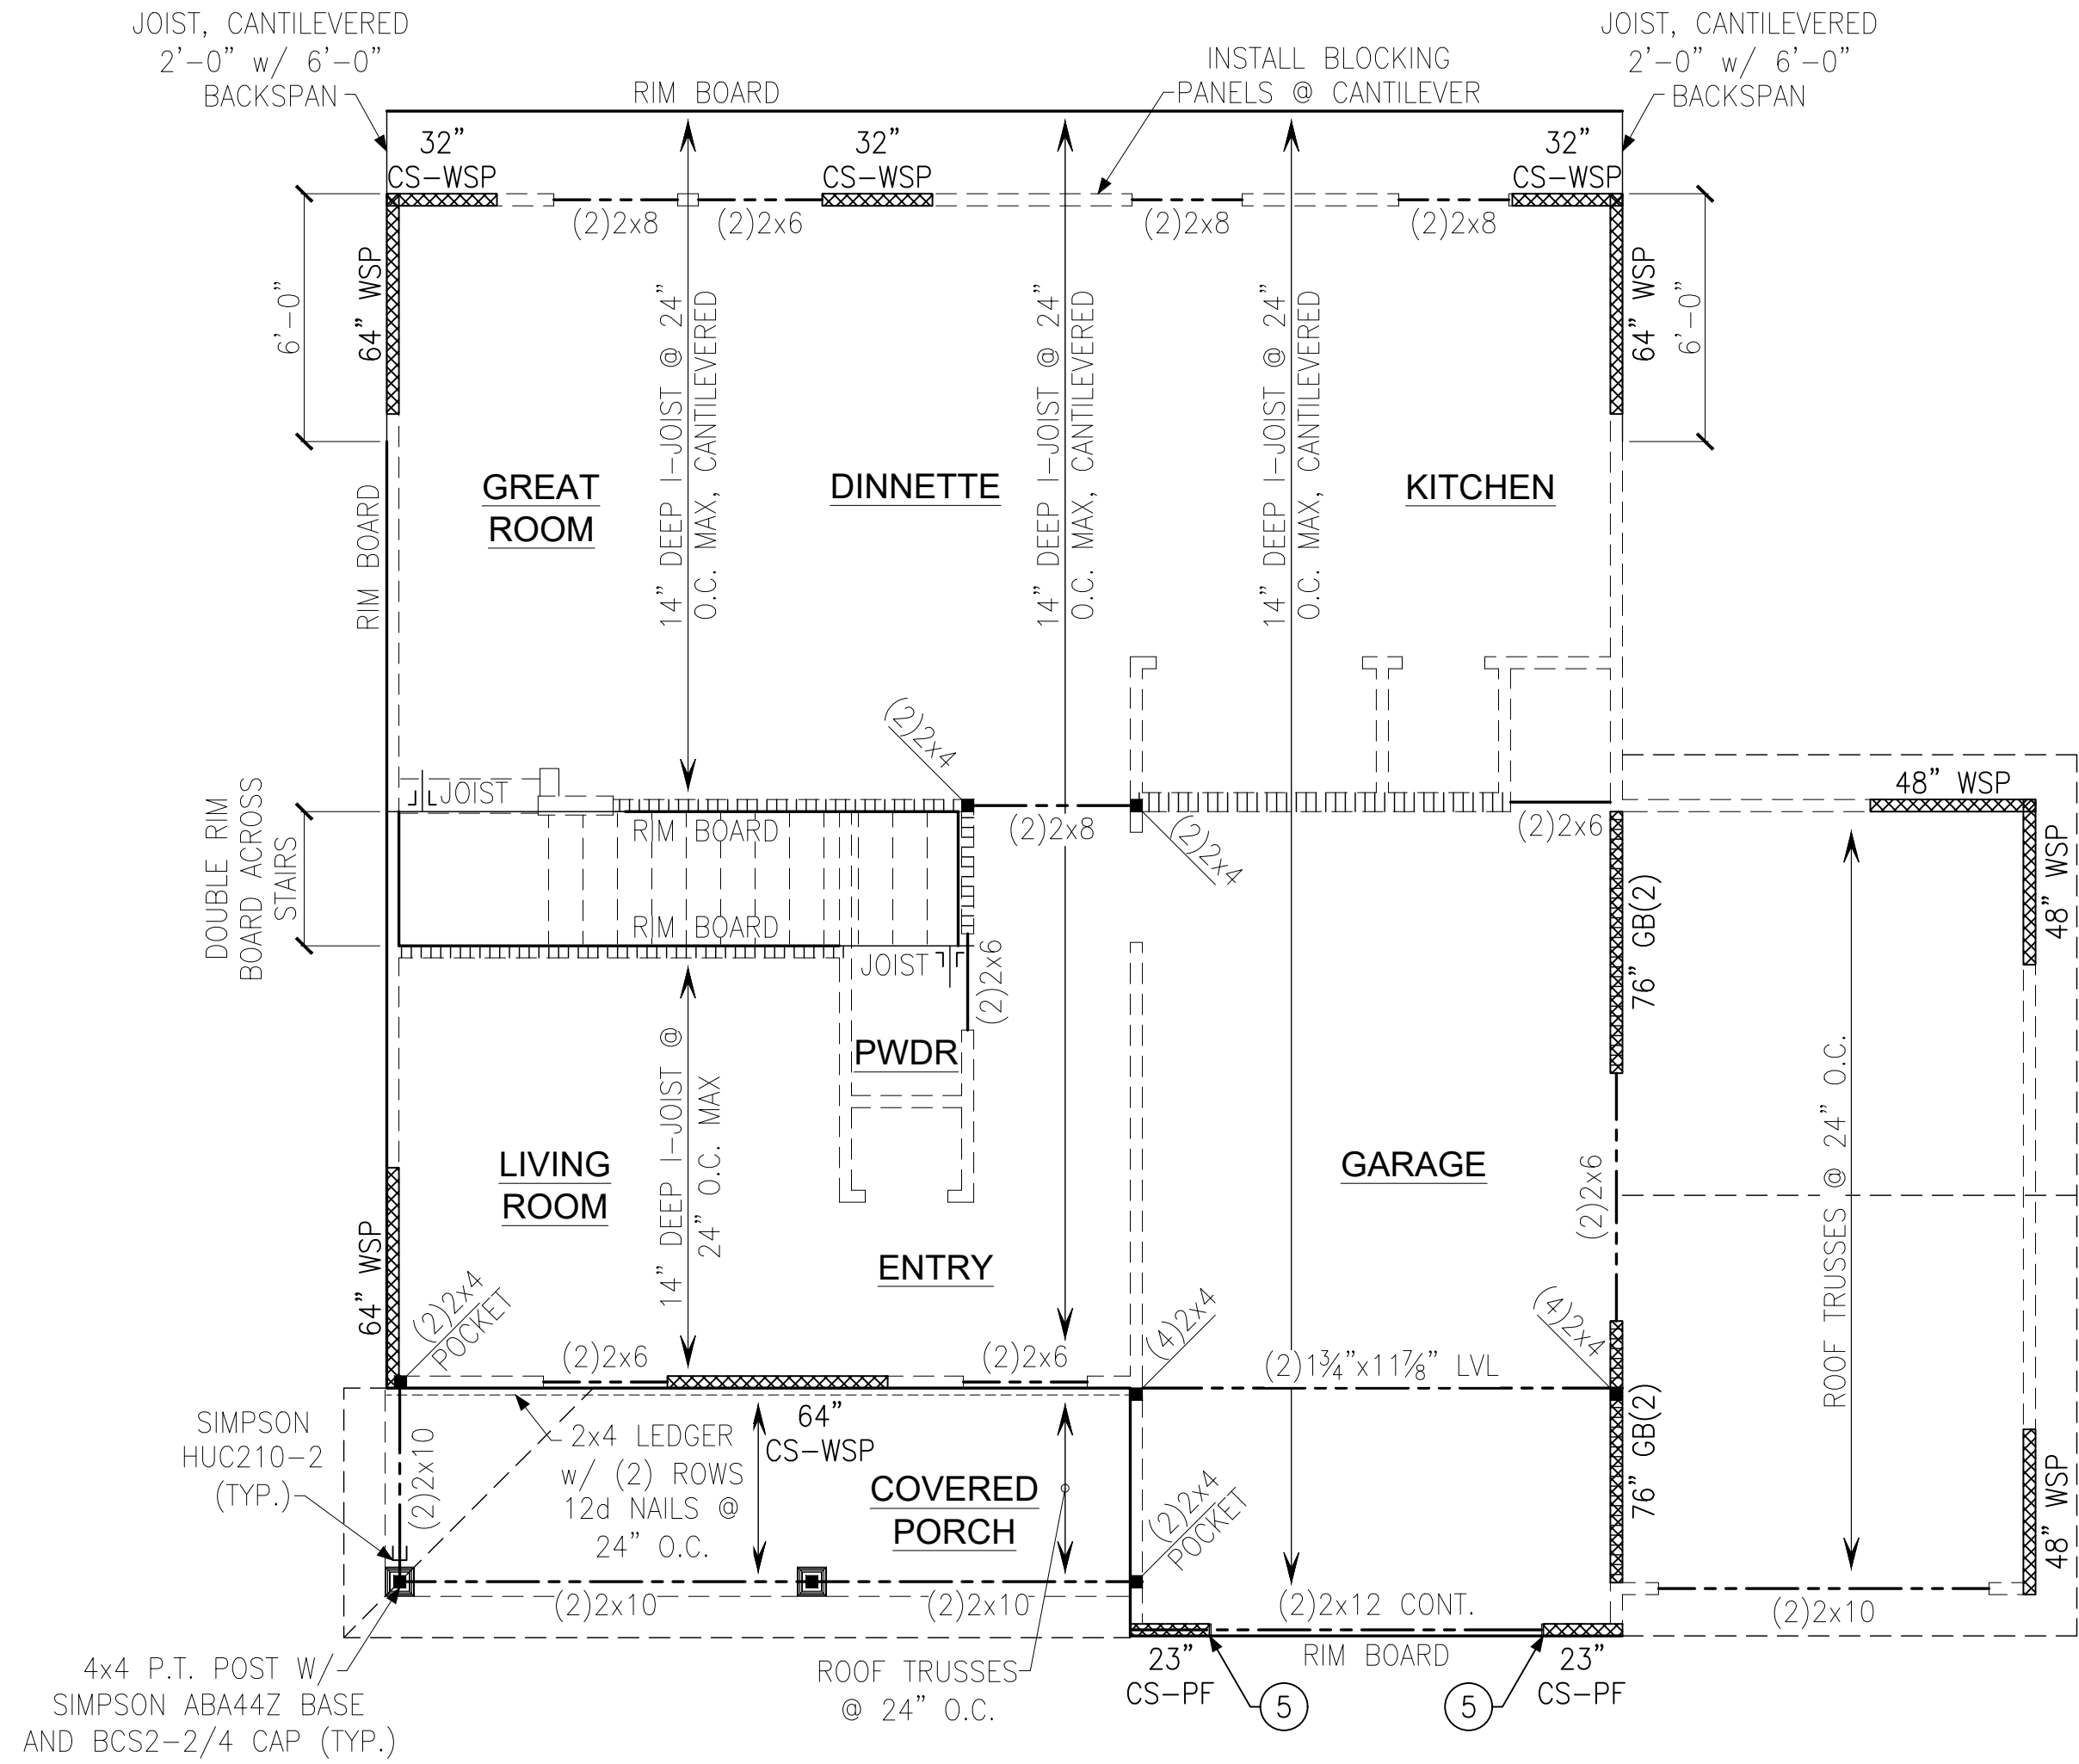 JOIST, CANTILEVERED
2'-0" w/ 6'-0"
BACKSPAN
RIM BOARD
INSTALL BLOCKING
PANELS @ CANTILEVER
JOIST, CANTILEVERED
2'-0" w/ 6'-0"
BACKSPAN
32"
CS-WSP
32"
CS-WSP
32"
CS-WSP
(2)2x8
(2)2x6
(2)2x8
(2)2x8
6'-0"
64" WSP
14" DEEP I-JOIST @ 24"
O.C. MAX, CANTILEVERED
14" DEEP I-JOIST @ 24"
O.C. MAX, CANTILEVERED
14" DEEP I-JOIST @ 24"
O.C. MAX, CANTILEVERED
64" WSP
6'-0"
GREAT
ROOM
DINNETTE
KITCHEN
RIM BOARD
(2)2x4
JOIST
RIM BOARD
(2)2x8
(2)2x4
(2)2x6
48" WSP
48" WSP
DOUBLE RIM
BOARD ACROSS
STAIRS
RIM BOARD
JOIST
(2)2x6
76" GB(2)
PWDR
14" DEEP I-JOIST @
24" O.C. MAX
LIVING
ROOM
GARAGE
(2)2x6
ROOF TRUSSES @ 24" O.C.
ENTRY
64" WSP
(2)2x4
POCKET
(2)2x6
(2)2x6
(4)2x4
(4)2x4
(2)1¾"x11⅞" LVL
SIMPSON
HUC210-2
(TYP.)
(2)2x10
2x4 LEDGER
w/ (2) ROWS
12d NAILS @
24" O.C.
64"
CS-WSP
COVERED
PORCH
(2)2x4
POCKET
76" GB(2)
48" WSP
(2)2x10
(2)2x10
(2)2x12 CONT.
(2)2x10
RIM BOARD
4x4 P.T. POST W/
SIMPSON ABA44Z BASE
AND BCS2-2/4 CAP (TYP.)
ROOF TRUSSES
@ 24" O.C.
23"
CS-PF
5
5
23"
CS-PF